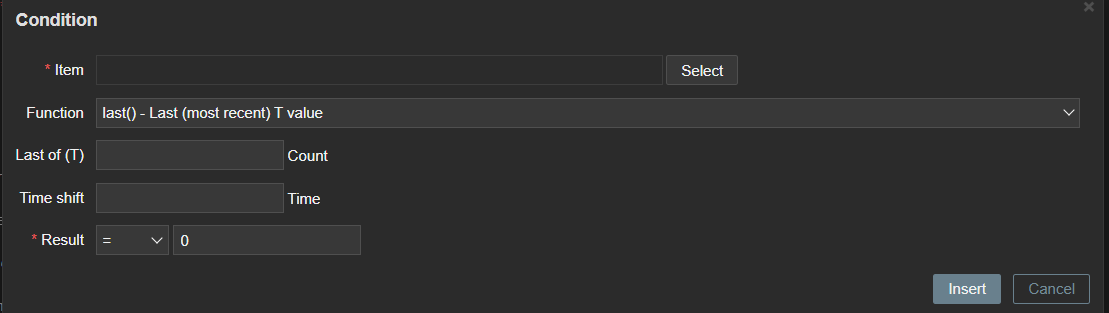 Condition
* Item Select
Function last() - Last (most recent) T value
Last of (T) Count
Time shift Time
* Result = 0
Insert Cancel